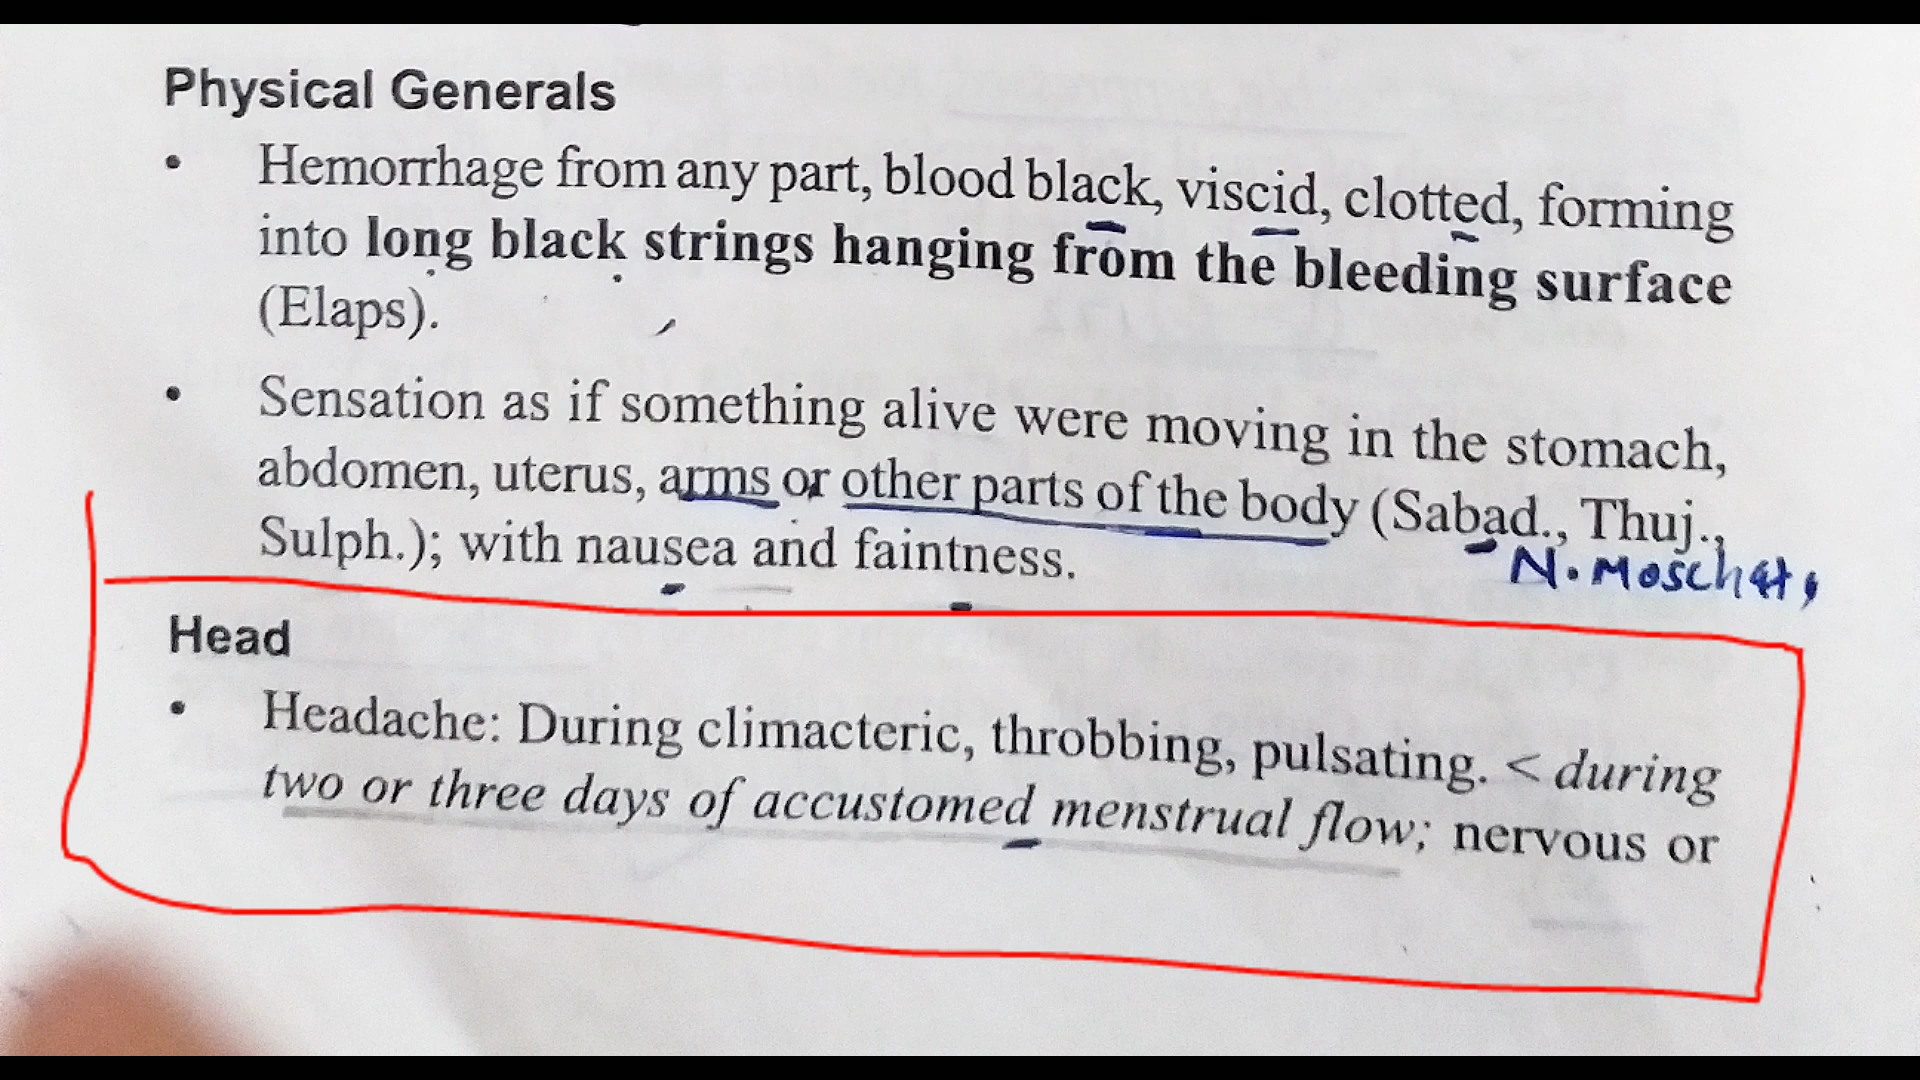 Physical Generals
• Hemorrhage from any part, blood black, viscid, clotted, forming
into long black strings hanging from the bleeding surface
(Elaps).
• Sensation as if something alive were moving in the stomach,
abdomen, uterus, arms or other parts of the body (Sabad., Thuj.,
Sulph.); with nausea and faintness.
N. Moschat,
Head
• Headache: During climacteric, throbbing, pulsating. < during
two or three days of accustomed menstrual flow; nervous or